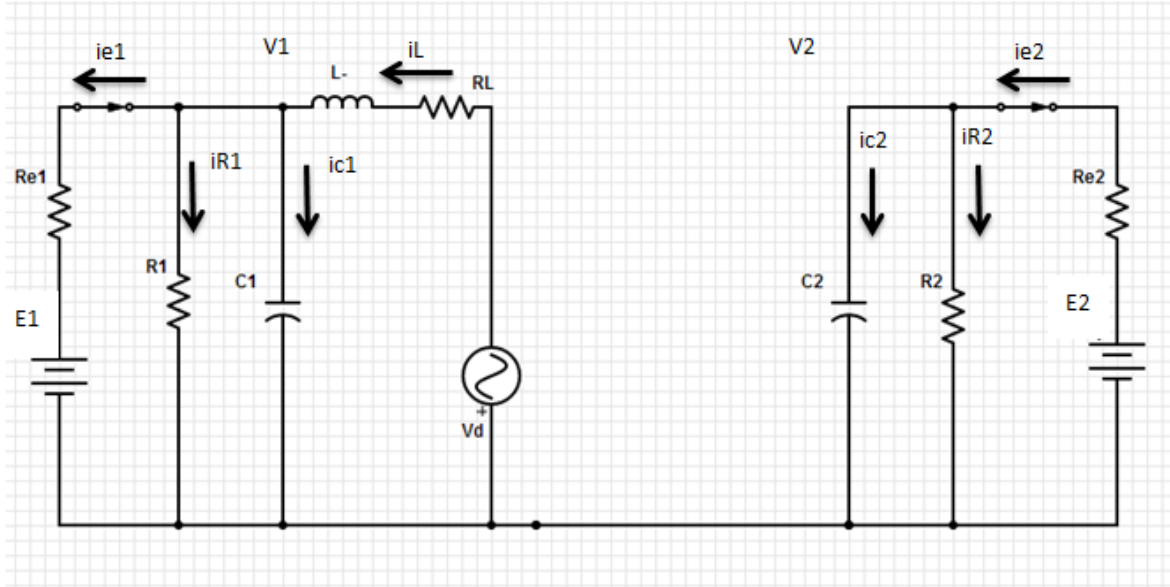 ie1
V1
iL
V2
ie2
L-
RL
iR1
ic1
ic2
iR2
Re1
Re2
R1
C1
C2
R2
E1
E2
+
Vd